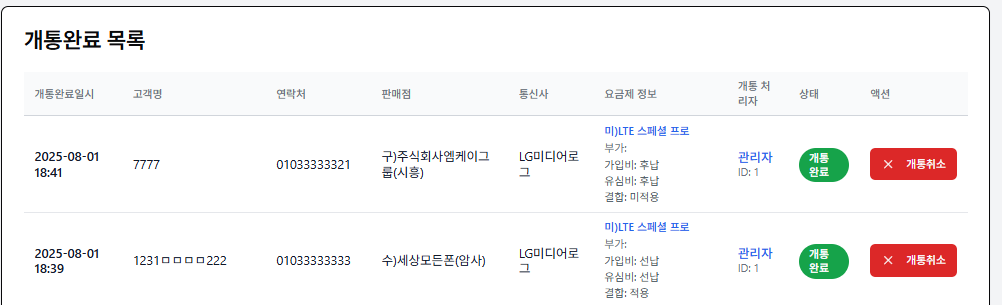 개통완료 목록
개통완료일시 고객명 연락처 판매점 통신사 요금제 정보 개통 처 상태 액션
리자
미)LTE 스페셜 프로
부가:
가입비: 후납
유심비: 후납
결합: 미적용
2025-08-01
18:41
7777
01033333321
구)주식회사엠케이그
룹(시흥)
LG미디어로
그
관리자
ID: 1
개통
완료
× 개통취소
미)LTE 스페셜 프로
부가:
가입비: 선납
유심비: 선납
결합: 적용
2025-08-01
18:39
1231ㅁㅁㅁㅁ222
01033333333
수)세상모든폰(암사)
LG미디어로
그
관리자
ID: 1
개통
완료
× 개통취소